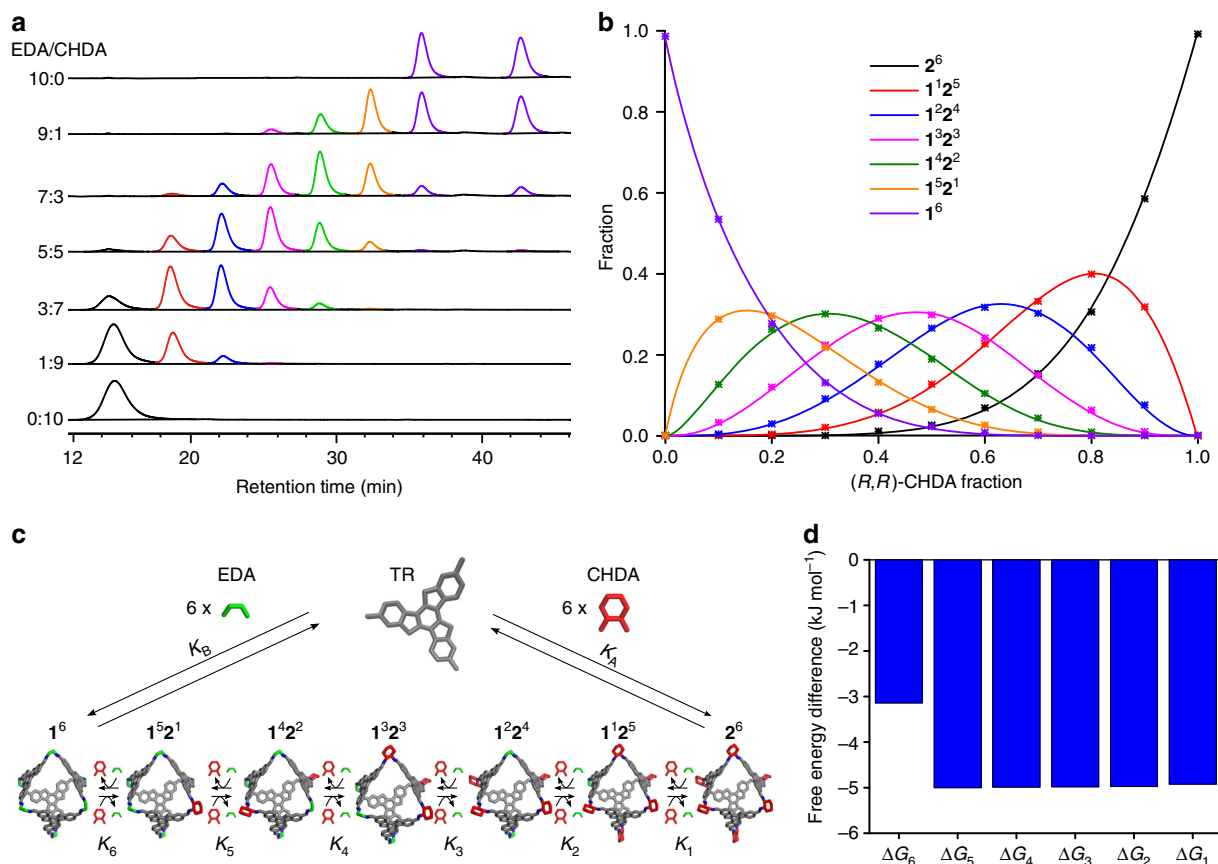 a
EDA/CHDA
10:0
9:1
7:3
5:5
3:7
1:9
0:10
12 20 30 40
Retention time (min)
b
1.0
0.8
0.6
0.4
0.2
0.0
Fraction
2⁶
1¹2⁵
1²2⁴
1³2³
1⁴2²
1⁵2¹
1⁶
0.0 0.2 0.4 0.6 0.8 1.0
(R,R)-CHDA fraction
c
EDA TR CHDA
6 x 6 x
K_B K_A
1⁶ 1⁵2¹ 1⁴2² 1³2³ 1²2⁴ 1¹2⁵ 2⁶
K₆ K₅ K₄ K₃ K₂ K₁
d
0
–1
–2
–3
–4
–5
–6
Free energy difference (kJ mol⁻¹)
ΔG₆ ΔG₅ ΔG₄ ΔG₃ ΔG₂ ΔG₁